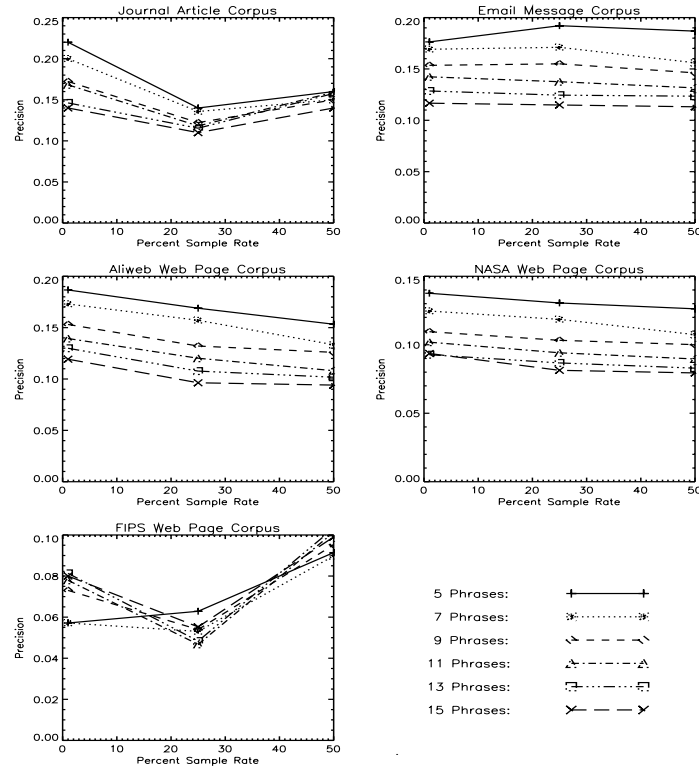 Journal Article Corpus
0.25
0.20
0.15
0.10
0.05
0.00
Precision
0 10 20 30 40 50
Percent Sample Rate
Email Message Corpus
0.20
0.15
0.10
0.05
0.00
Precision
0 10 20 30 40 50
Percent Sample Rate
Aliweb Web Page Corpus
0.20
0.15
0.10
0.05
0.00
Precision
0 10 20 30 40 50
Percent Sample Rate
NASA Web Page Corpus
0.15
0.10
0.05
0.00
Precision
0 10 20 30 40 50
Percent Sample Rate
FIPS Web Page Corpus
0.10
0.08
0.06
0.04
0.02
0.00
Precision
0 10 20 30 40 50
Percent Sample Rate
5 Phrases:
7 Phrases:
9 Phrases:
11 Phrases:
13 Phrases:
15 Phrases: